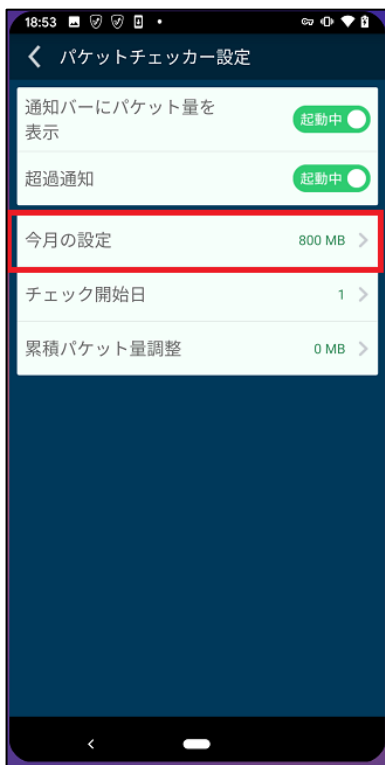 18:53
パケットチェッカー設定
通知バーにパケット量を
表示
起動中
超過通知
起動中
今月の設定
800 MB
チェック開始日
1
累積パケット量調整
0 MB